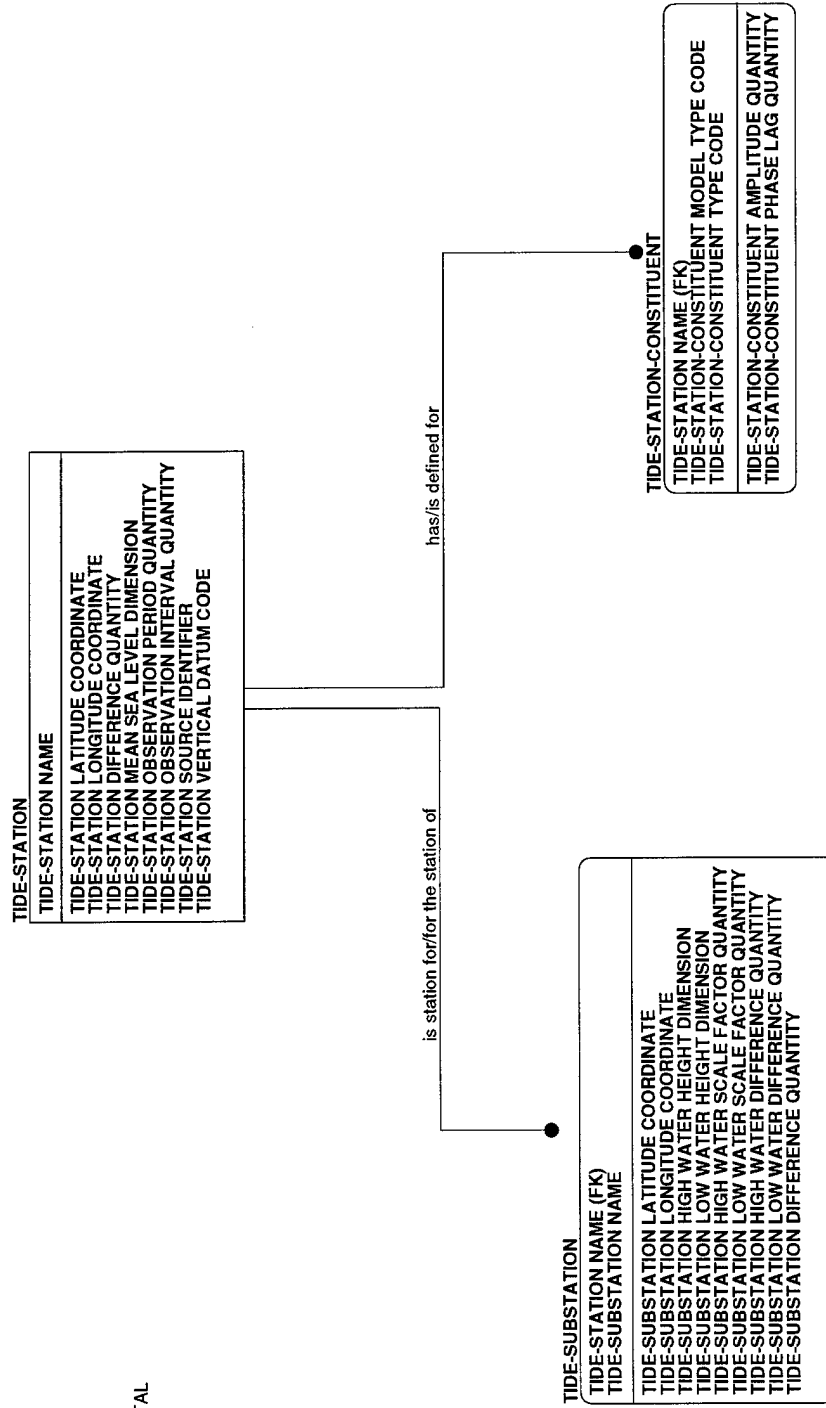 TIDE-STATION
TIDE-STATION NAME
TIDE-STATION LATITUDE COORDINATE
TIDE-STATION LONGITUDE COORDINATE
TIDE-STATION DIFFERENCE QUANTITY
TIDE-STATION MEAN SEA LEVEL DIMENSION
TIDE-STATION OBSERVATION PERIOD QUANTITY
TIDE-STATION OBSERVATION INTERVAL QUANTITY
TIDE-STATION SOURCE IDENTIFIER
TIDE-STATION VERTICAL DATUM CODE
is station for/for the station of
has/is defined for
TIDE-SUBSTATION
TIDE-STATION NAME (FK)
TIDE-SUBSTATION NAME
TIDE-SUBSTATION LATITUDE COORDINATE
TIDE-SUBSTATION LONGITUDE COORDINATE
TIDE-SUBSTATION HIGH WATER HEIGHT DIMENSION
TIDE-SUBSTATION LOW WATER HEIGHT DIMENSION
TIDE-SUBSTATION HIGH WATER SCALE FACTOR QUANTITY
TIDE-SUBSTATION LOW WATER SCALE FACTOR QUANTITY
TIDE-SUBSTATION HIGH WATER DIFFERENCE QUANTITY
TIDE-SUBSTATION LOW WATER DIFFERENCE QUANTITY
TIDE-SUBSTATION DIFFERENCE QUANTITY
TIDE-STATION-CONSTITUENT
TIDE-STATION NAME (FK)
TIDE-STATION-CONSTITUENT MODEL TYPE CODE
TIDE-STATION-CONSTITUENT TYPE CODE
TIDE-STATION-CONSTITUENT AMPLITUDE QUANTITY
TIDE-STATION-CONSTITUENT PHASE LAG QUANTITY